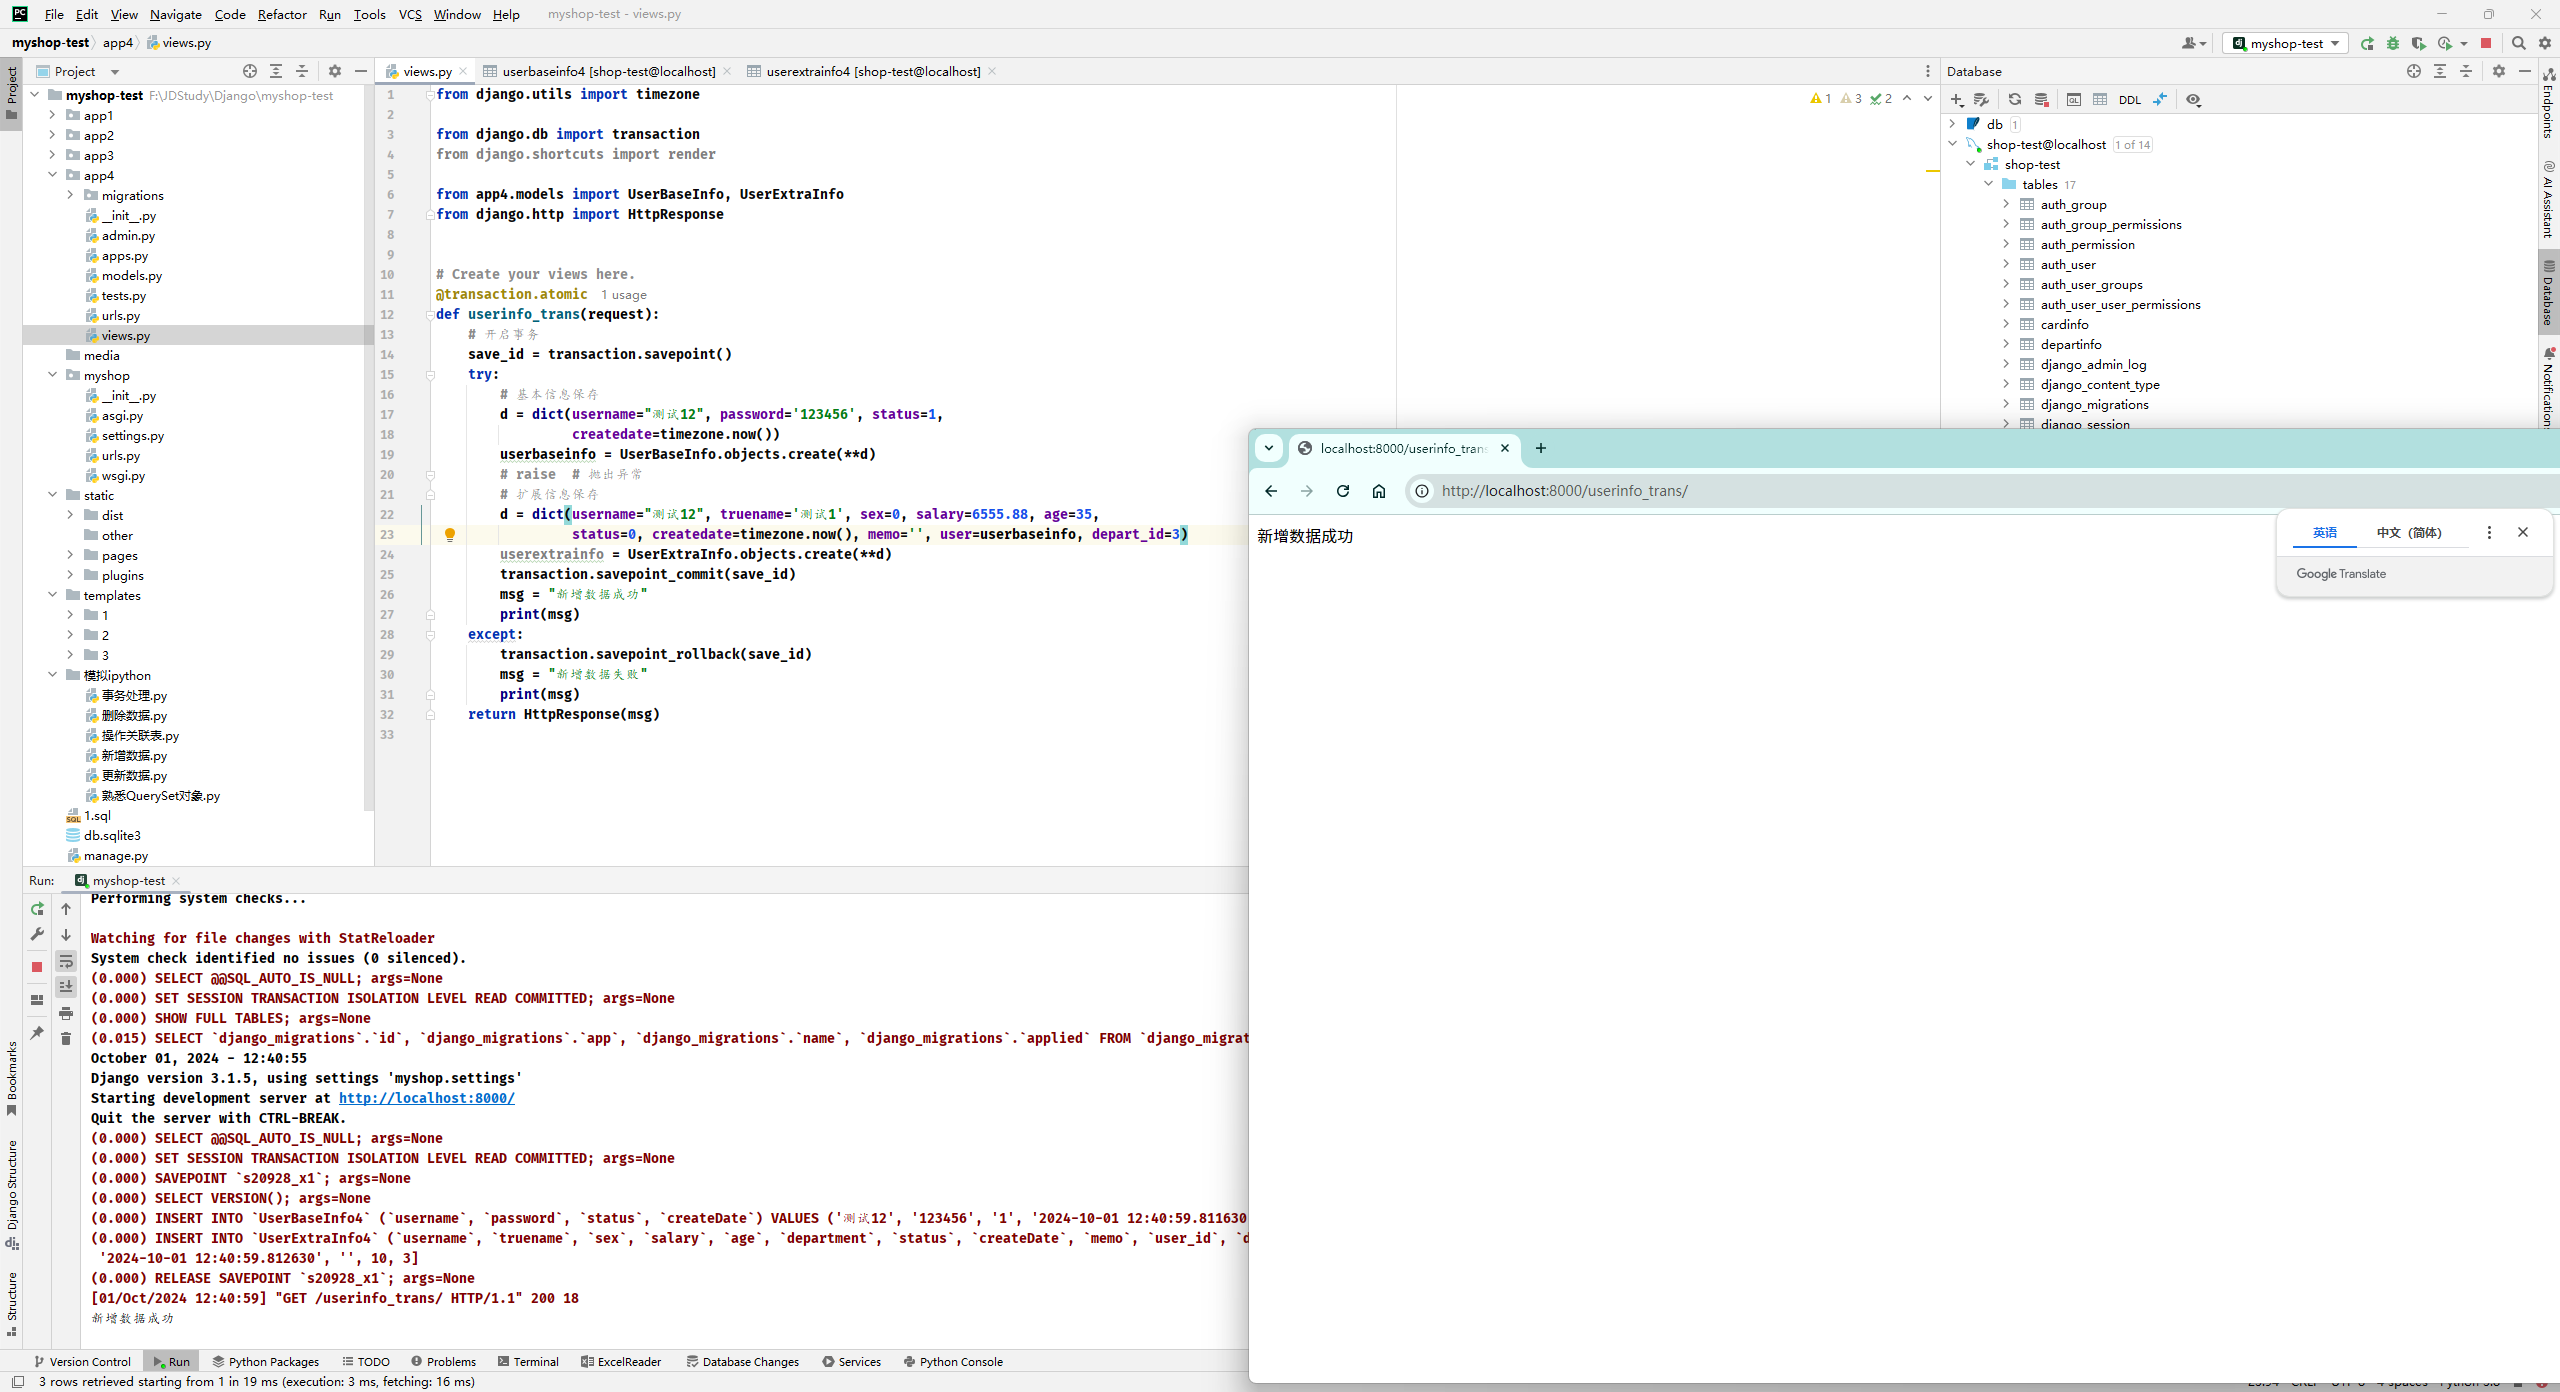 File Edit View Navigate Code Refactor Run Tools VCS Window Help myshop-test - views.py
myshop-test app4 views.py
myshop-test
Project
Project
myshop-test F:\JDStudy\Django\myshop-test
app1
app2
app3
app4
migrations
__init__.py
admin.py
apps.py
models.py
tests.py
urls.py
views.py
media
myshop
__init__.py
asgi.py
settings.py
urls.py
wsgi.py
static
dist
other
pages
plugins
templates
1
2
3
模拟ipython
事务处理.py
删除数据.py
操作关联表.py
新增数据.py
更新数据.py
熟悉QuerySet对象.py
1.sql
db.sqlite3
manage.py
views.py userbaseinfo4 [shop-test@localhost] userextrainfo4 [shop-test@localhost]
1 3 2
1 from django.utils import timezone
2
3 from django.db import transaction
4 from django.shortcuts import render
5
6 from app4.models import UserBaseInfo, UserExtraInfo
7 from django.http import HttpResponse
8
9
10 # Create your views here.
11 @transaction.atomic 1 usage
12 def userinfo_trans(request):
13 # 开启事务
14 save_id = transaction.savepoint()
15 try:
16 # 基本信息保存
17 d = dict(username="测试12", password='123456', status=1,
18 createdate=timezone.now())
19 userbaseinfo = UserBaseInfo.objects.create(**d)
20 # raise # 抛出异常
21 # 扩展信息保存
22 d = dict(username="测试12", truename='测试1', sex=0, salary=6555.88, age=35,
23 status=0, createdate=timezone.now(), memo='', user=userbaseinfo, depart_id=3)
24 userextrainfo = UserExtraInfo.objects.create(**d)
25 transaction.savepoint_commit(save_id)
26 msg = "新增数据成功"
27 print(msg)
28 except:
29 transaction.savepoint_rollback(save_id)
30 msg = "新增数据失败"
31 print(msg)
32 return HttpResponse(msg)
33
Database
DDL
db 1
shop-test@localhost 1 of 14
shop-test
tables 17
auth_group
auth_group_permissions
auth_permission
auth_user
auth_user_groups
auth_user_user_permissions
cardinfo
departinfo
django_admin_log
django_content_type
django_migrations
django_session
Endpoints
AI Assistant
Database
Notifications
localhost:8000/userinfo_trans
http://localhost:8000/userinfo_trans/
新增数据成功
英语 中文（简体）
Google Translate
Run: myshop-test
Performing system checks...
Watching for file changes with StatReloader
System check identified no issues (0 silenced).
(0.000) SELECT @@SQL_AUTO_IS_NULL; args=None
(0.000) SET SESSION TRANSACTION ISOLATION LEVEL READ COMMITTED; args=None
(0.000) SHOW FULL TABLES; args=None
(0.015) SELECT `django_migrations`.`id`, `django_migrations`.`app`, `django_migrations`.`name`, `django_migrations`.`applied` FROM `django_migrat
October 01, 2024 - 12:40:55
Django version 3.1.5, using settings 'myshop.settings'
Starting development server at http://localhost:8000/
Quit the server with CTRL-BREAK.
(0.000) SELECT @@SQL_AUTO_IS_NULL; args=None
(0.000) SET SESSION TRANSACTION ISOLATION LEVEL READ COMMITTED; args=None
(0.000) SAVEPOINT `s20928_x1`; args=None
(0.000) SELECT VERSION(); args=None
(0.000) INSERT INTO `UserBaseInfo4` (`username`, `password`, `status`, `createDate`) VALUES ('测试12', '123456', '1', '2024-10-01 12:40:59.811630
(0.000) INSERT INTO `UserExtraInfo4` (`username`, `truename`, `sex`, `salary`, `age`, `department`, `status`, `createDate`, `memo`, `user_id`, `d
'2024-10-01 12:40:59.812630', '', 10, 3]
(0.000) RELEASE SAVEPOINT `s20928_x1`; args=None
[01/Oct/2024 12:40:59] "GET /userinfo_trans/ HTTP/1.1" 200 18
新增数据成功
Bookmarks
Django Structure
Structure
Version Control Run Python Packages TODO Problems Terminal ExcelReader Database Changes Services Python Console
3 rows retrieved starting from 1 in 19 ms (execution: 3 ms, fetching: 16 ms)